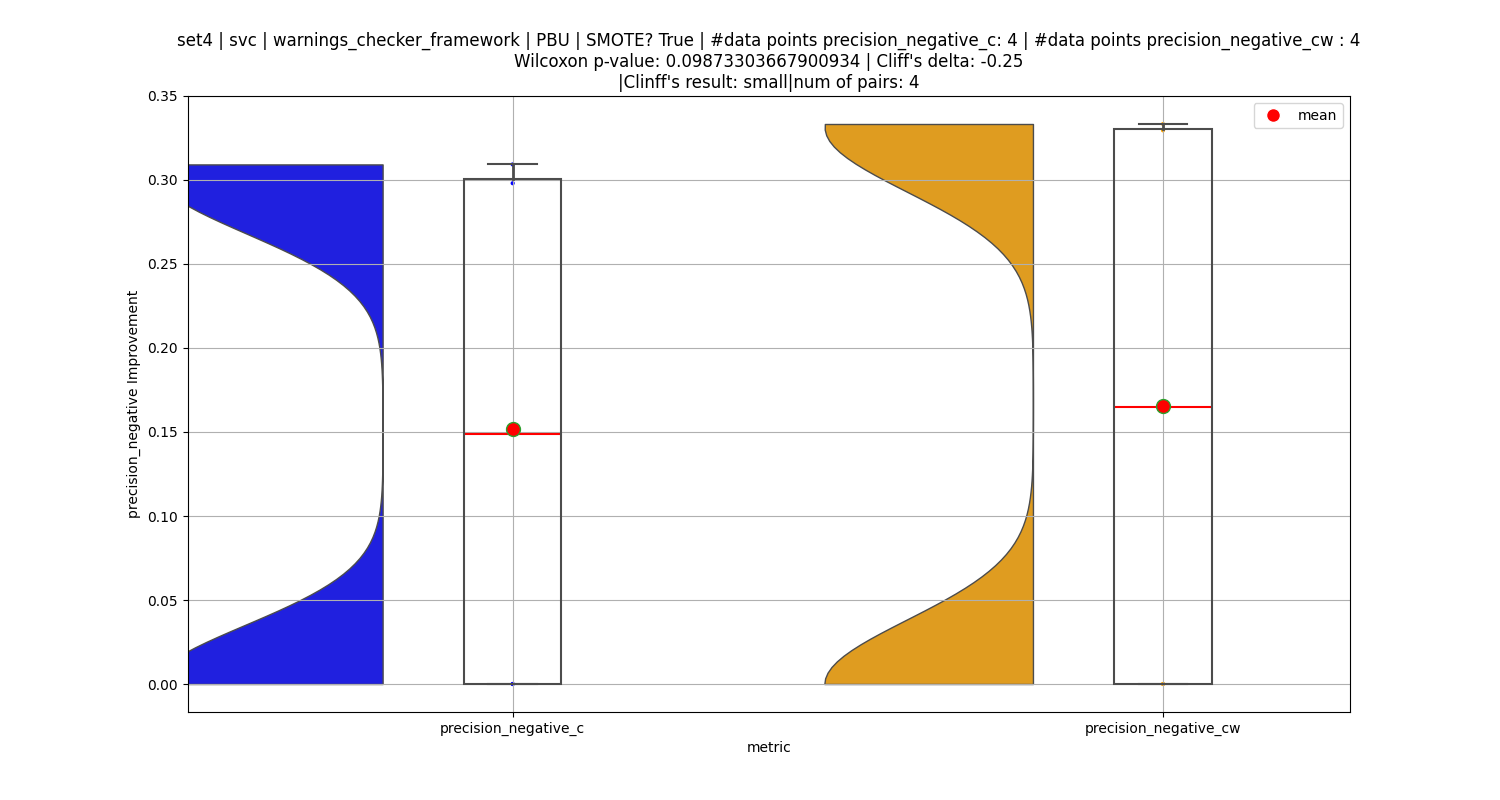 set4 | svc | warnings_checker_framework | PBU | SMOTE? True | #data points precision_negative_c: 4 | #data points precision_negative_cw : 4
Wilcoxon p-value: 0.09873303667900934 | Cliff's delta: -0.25
|Clinff's result: small|num of pairs: 4
mean
0.35
0.30
0.25
0.20
0.15
0.10
0.05
0.00
precision_negative Improvement
precision_negative_c
precision_negative_cw
metric